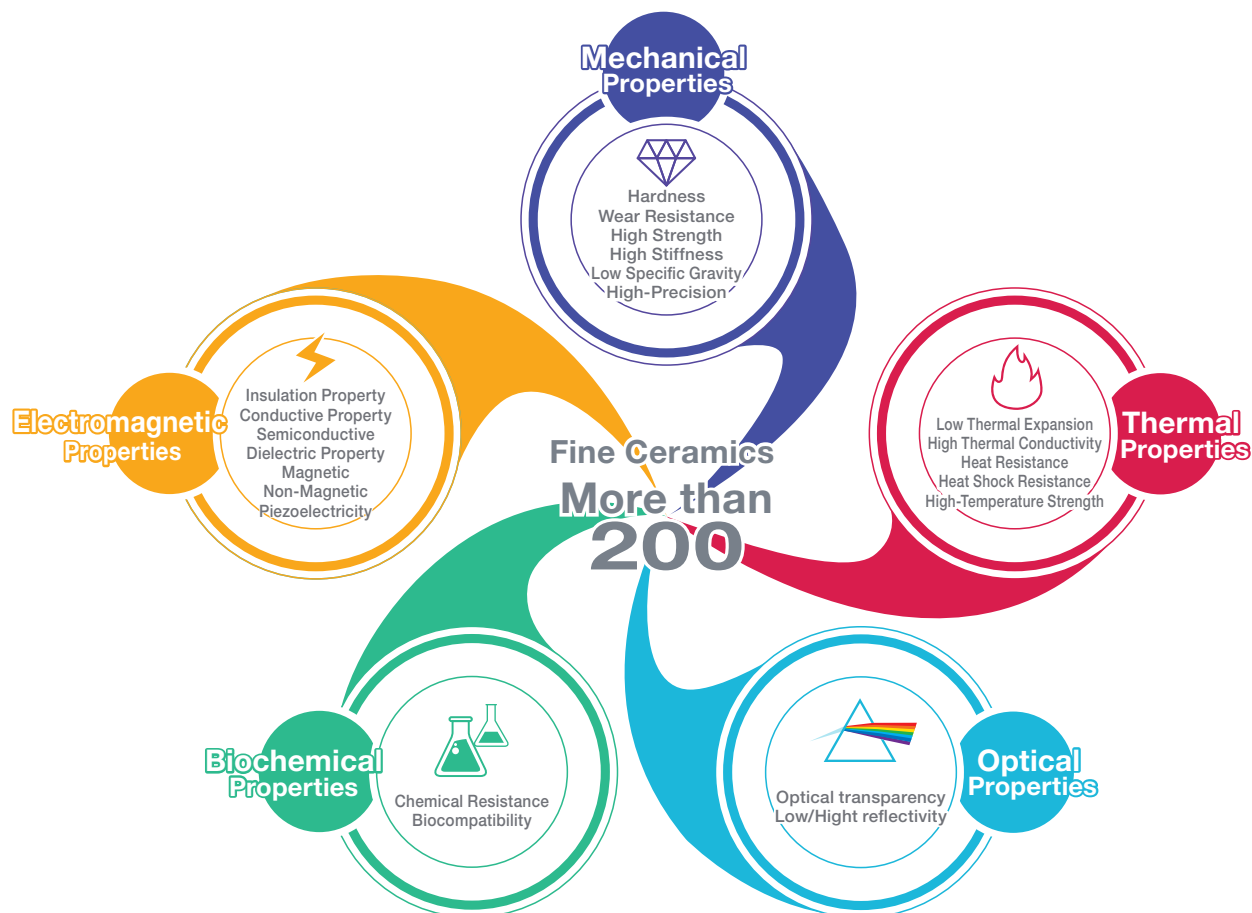 Mechanical
Properties
Hardness
Wear Resistance
High Strength
High Stiffness
Low Specific Gravity
High-Precision
Electromagnetic
Properties
Insulation Property
Conductive Property
Semiconductive
Dielectric Property
Magnetic
Non-Magnetic
Piezoelectricity
Thermal
Properties
Low Thermal Expansion
High Thermal Conductivity
Heat Resistance
Heat Shock Resistance
High-Temperature Strength
Fine Ceramics
More than
200
Biochemical
Properties
Chemical Resistance
Biocompatibility
Optical
Properties
Optical transparency
Low/Hight reflectivity